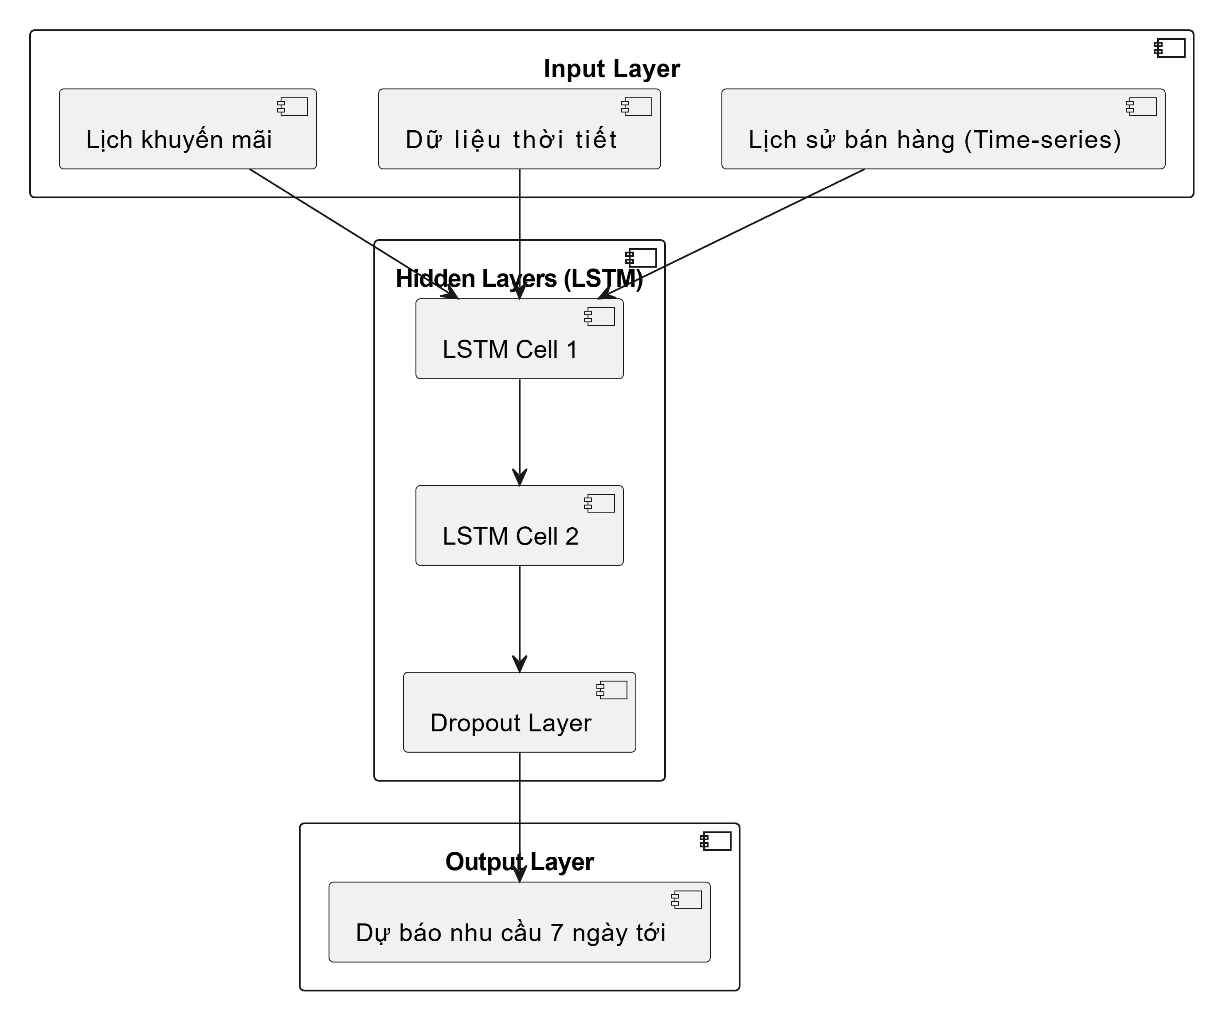 Input Layer
Lịch khuyến mãi
Dữ liệu thời tiết
Lịch sử bán hàng (Time-series)
Hidden Layers (LSTM)
LSTM Cell 1
LSTM Cell 2
Dropout Layer
Output Layer
Dự báo nhu cầu 7 ngày tới